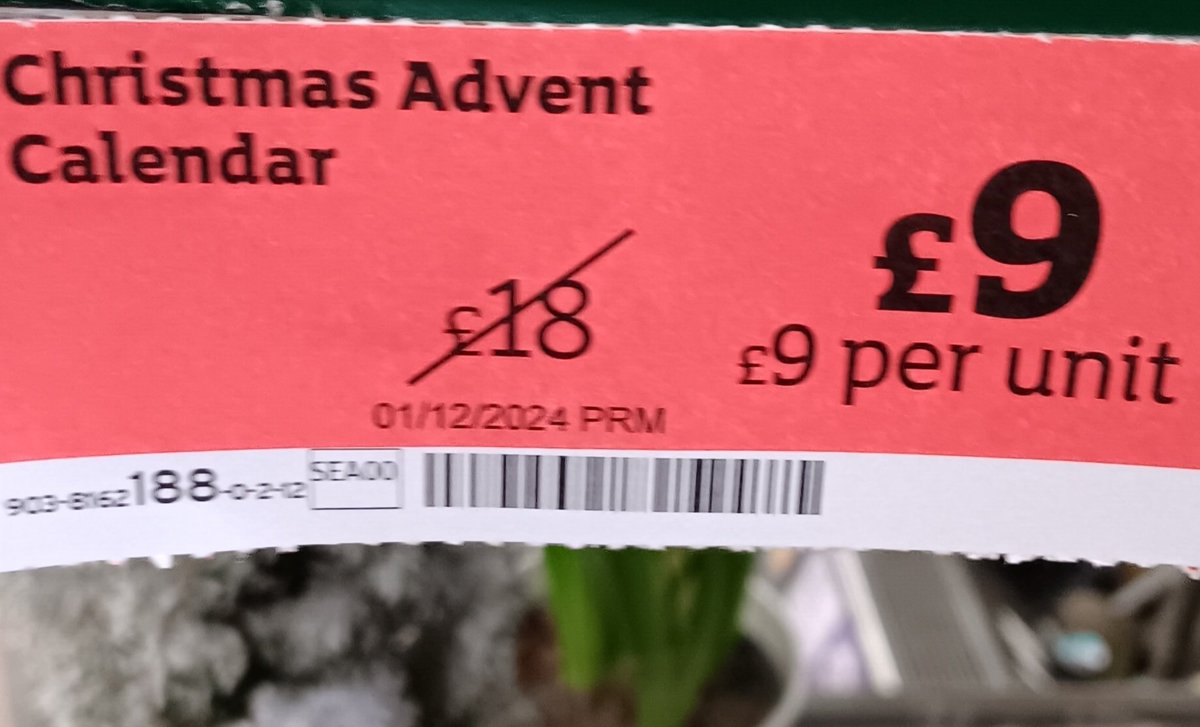 Christmas Advent
Calendar
£18
£9
£9 per unit
01/12/2024 PRM
903-8162188-0-2-12 SEA00